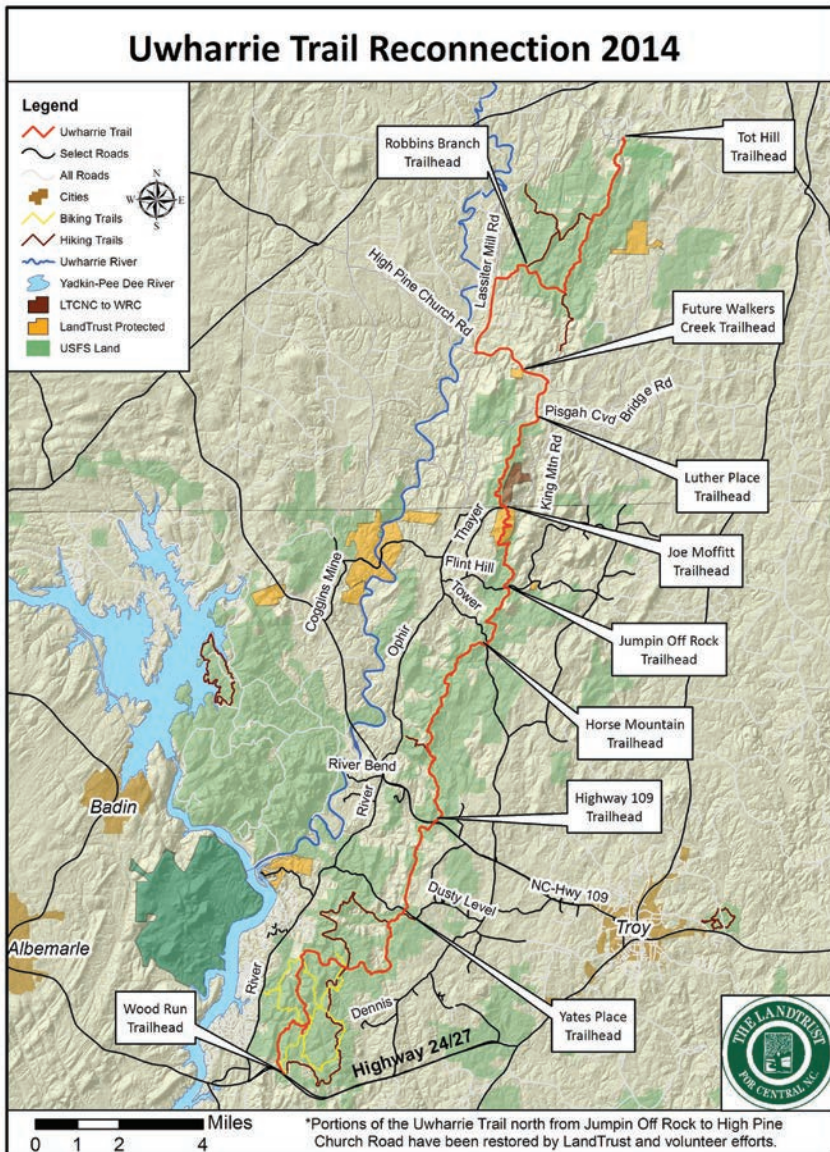 Uwharrie Trail Reconnection 2014
Legend
Uwharrie Trail
Select Roads
All Roads
Cities
Biking Trails
Hiking Trails
Uwharrie River
Yadkin-Pee Dee River
LTCNC to WRC
LandTrust Protected
USFS Land
N
W
E
S
Robbins Branch
Trailhead
Tot Hill
Trailhead
Lassiter Mill Rd
High Pine Church Rd
Future Walkers
Creek Trailhead
Pisgah Cvd Bridge Rd
Luther Place
Trailhead
King Mtn Rd
Joe Moffitt
Trailhead
Thayer
Flint Hill
Tower
Coggins Mine
Ophir
Jumpin Off Rock
Trailhead
Horse Mountain
Trailhead
River Bend
River
Badin
Highway 109
Trailhead
NC-Hwy 109
Dusty Level
Troy
Albemarle
River
Dennis
Yates Place
Trailhead
Wood Run
Trailhead
Highway 24/27
THE LANDTRUST
FOR CENTRAL N.C.
Miles
0 1 2 4
*Portions of the Uwharrie Trail north from Jumpin Off Rock to High Pine
Church Road have been restored by LandTrust and volunteer efforts.